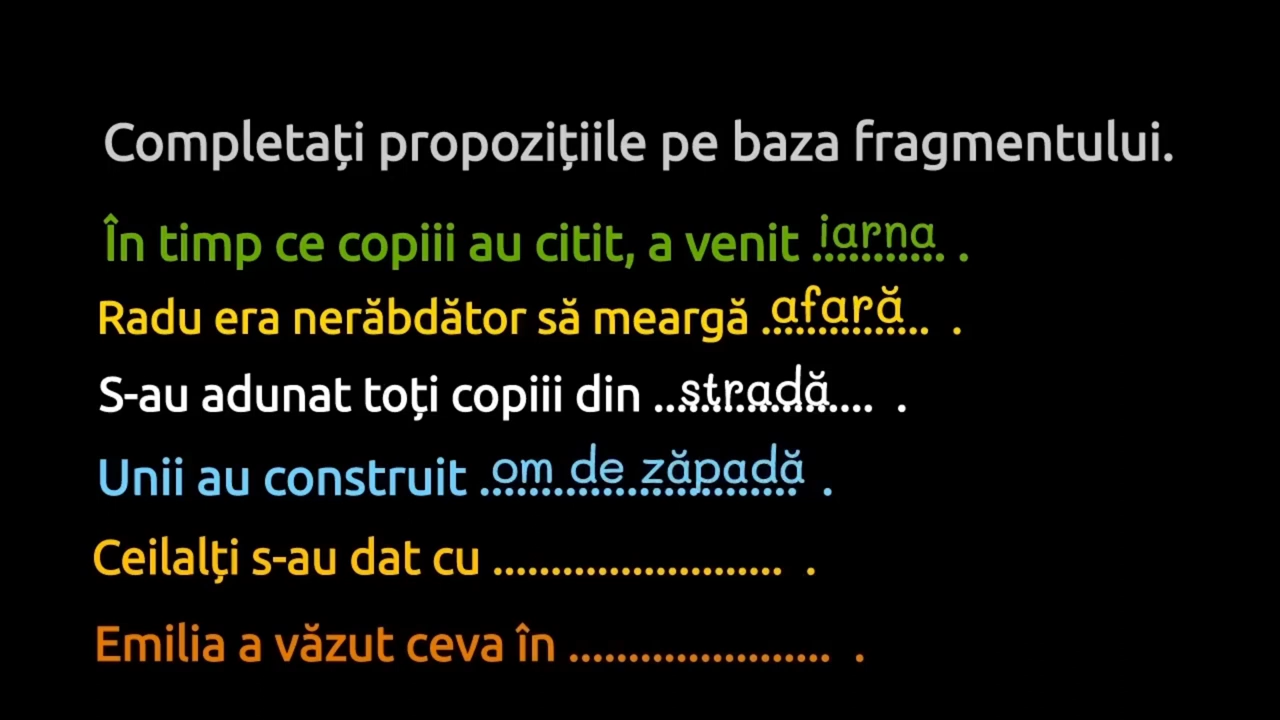 Completați propozițiile pe baza fragmentului.
În timp ce copiii au citit, a venit iarna .
Radu era nerăbdător să meargă afară .
S-au adunat toți copiii din stradă .
Unii au construit om de zăpadă .
Ceilalți s-au dat cu ........................ .
Emilia a văzut ceva în ...................... .